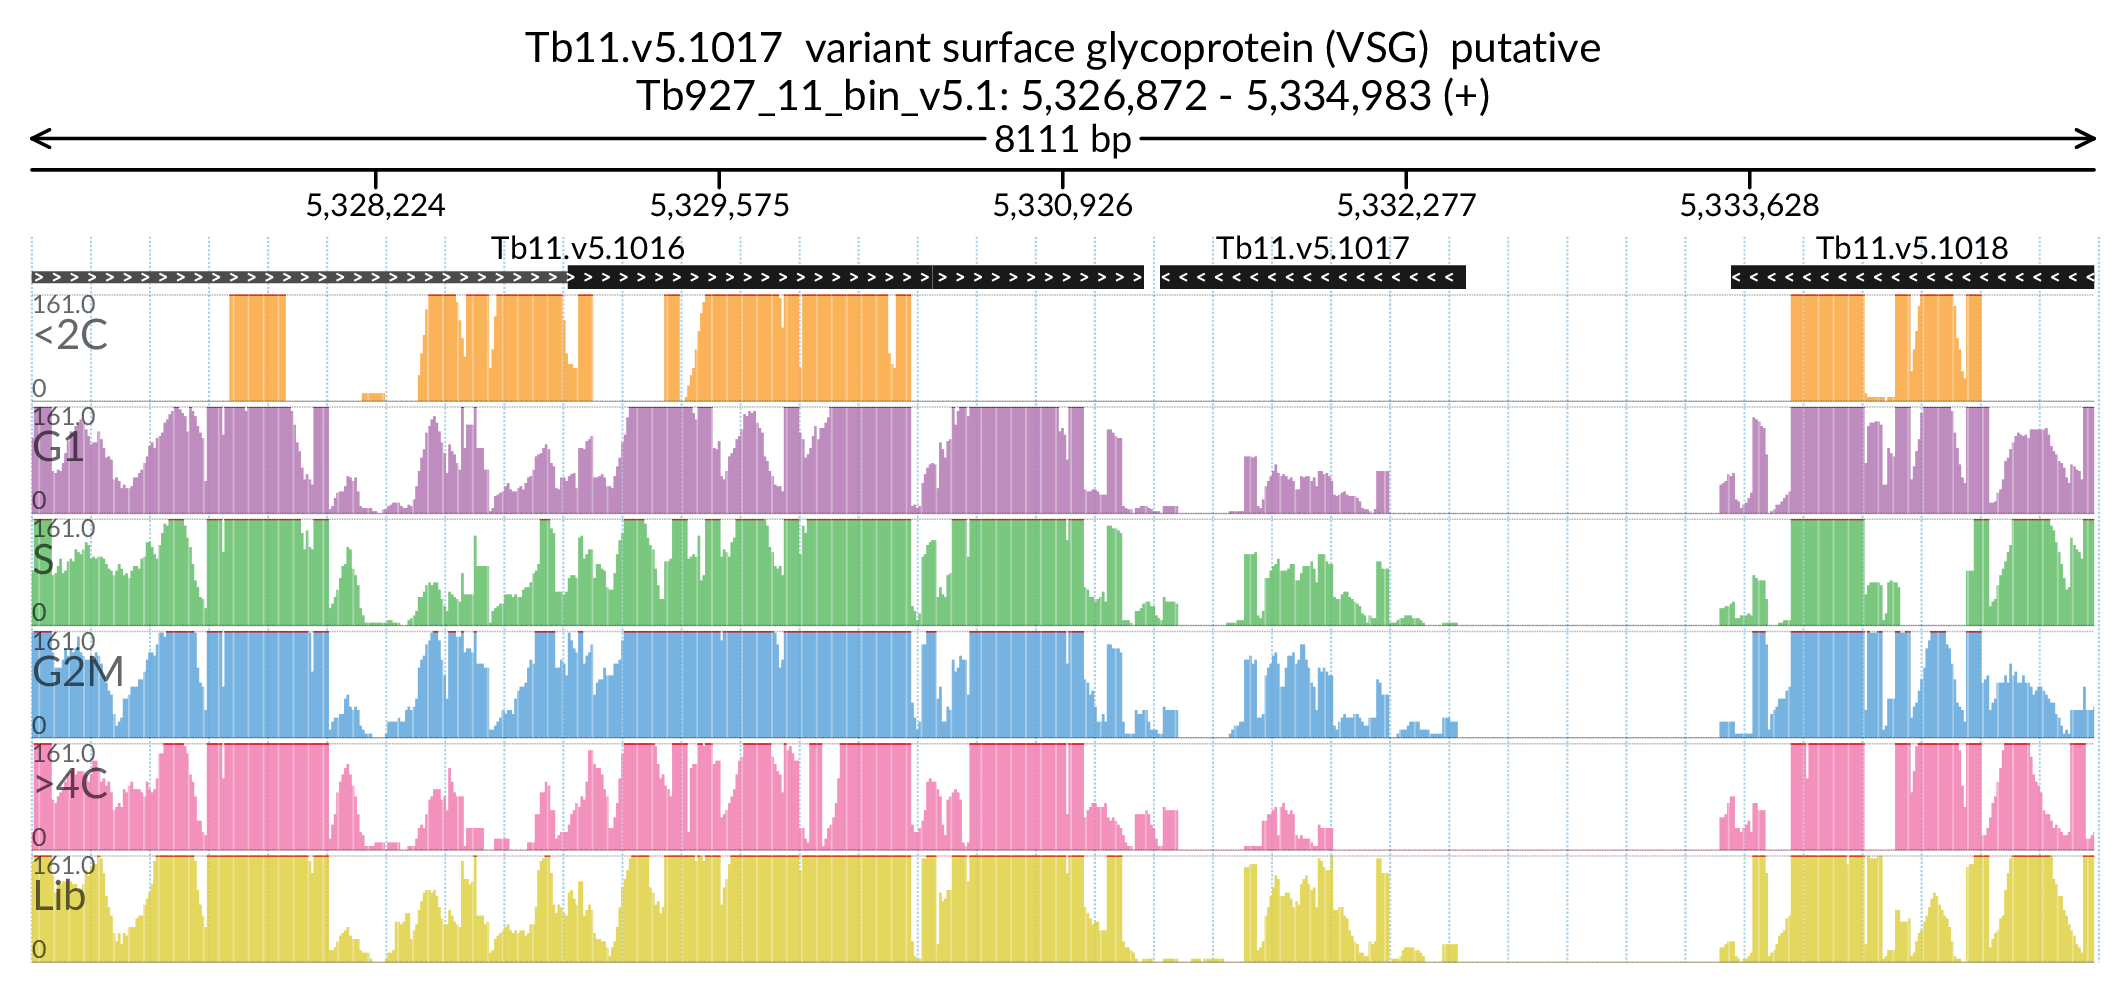 Tb11.v5.1017 variant surface glycoprotein (VSG) putative
Tb927_11_bin_v5.1: 5,326,872 - 5,334,983 (+)
8111 bp
5,328,224 5,329,575 5,330,926 5,332,277 5,333,628
Tb11.v5.1016 Tb11.v5.1017 Tb11.v5.1018
161.0
<2C
0
161.0
G1
0
161.0
S
0
161.0
G2M
0
161.0
>4C
0
161.0
Lib
0